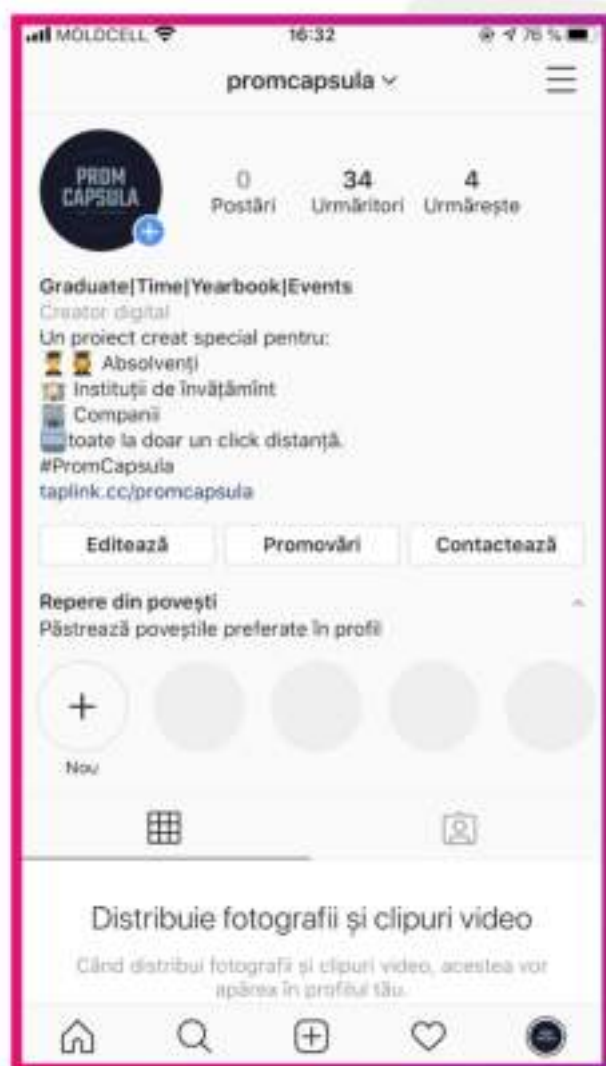 MOLDCELL 16:32 76 %
promcapsula
PROM
CAPSULA
0 34 4
Postări Urmăritori Urmărește
Graduate|Time|Yearbook|Events
Creator digital
Un proiect creat special pentru:
Absolvenți
Instituții de învățămînt
Companii
toate la doar un click distanță.
#PromCapsula
taplink.cc/promcapsula
Editează Promovări Contactează
Repere din povești
Păstrează poveștile preferate în profil
Nou
Distribuie fotografii și clipuri video
Când distribui fotografii și clipuri video, acestea vor
apărea în profilul tău.